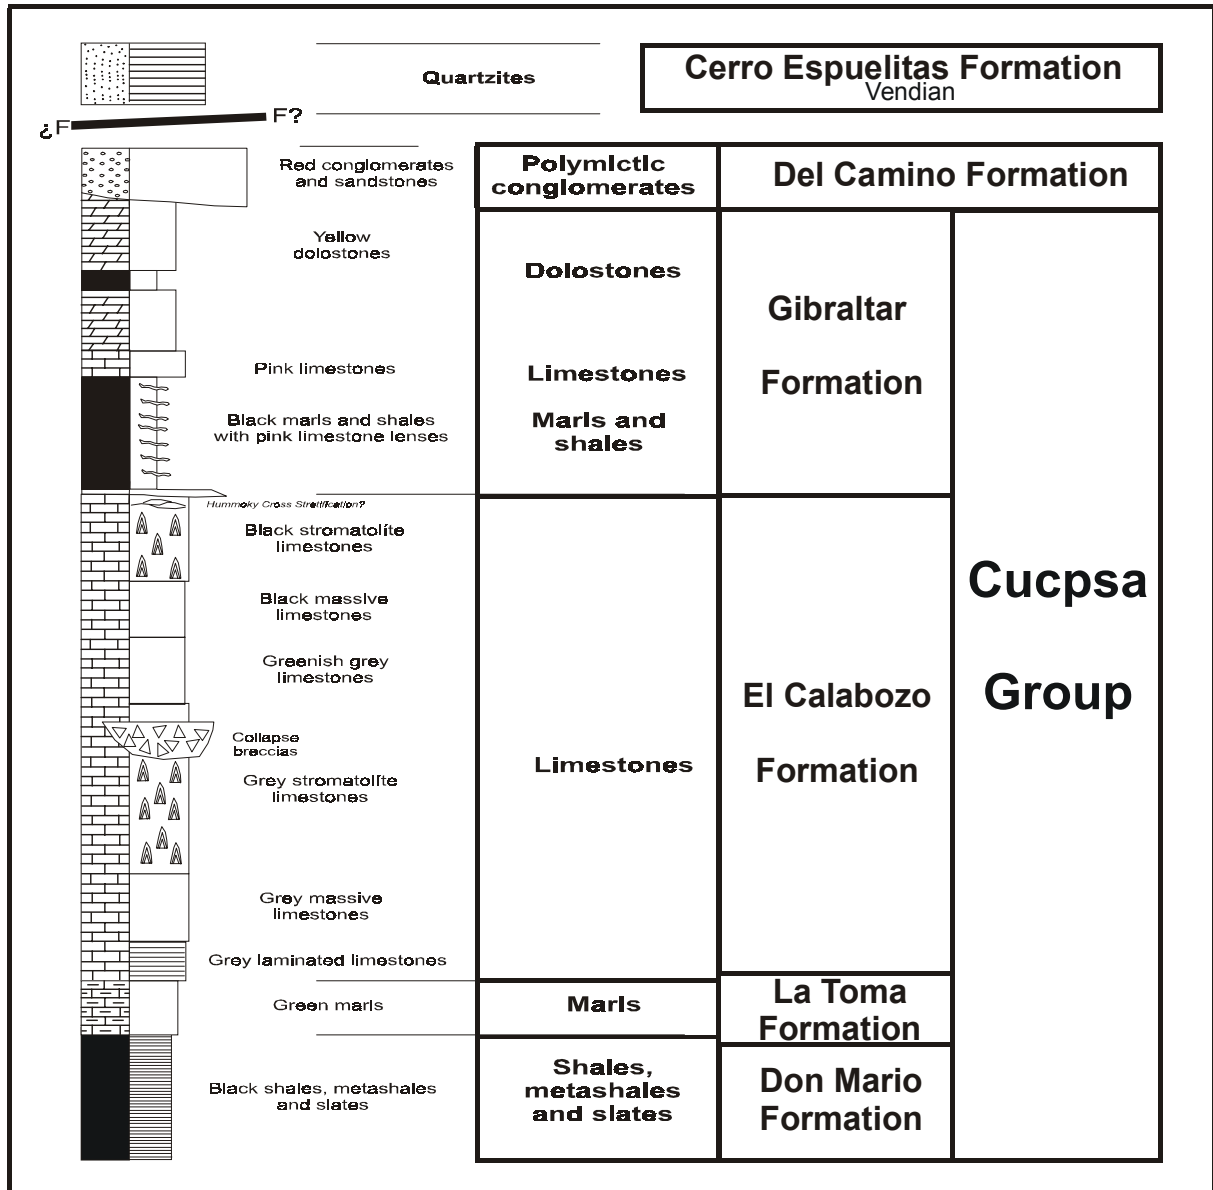 Quartzites
Cerro Espuelitas Formation
Vendian
¿F
F?
Red conglomerates
and sandstones
Polymictic
conglomerates
Del Camino Formation
Yellow
dolostones
Dolostones
Gibraltar
Formation
Pink limestones
Limestones
Black marls and shales
with pink limestone lenses
Marls and
shales
Hummoky Cross Stratification?
Black stromatolite
limestones
Black massive
limestones
Greenish grey
limestones
Collapse
breccias
Grey stromatolite
limestones
Grey massive
limestones
Grey laminated limestones
Limestones
El Calabozo
Formation
Cucpsa
Group
Green marls
Marls
La Toma
Formation
Black shales, metashales
and slates
Shales,
metashales
and slates
Don Mario
Formation